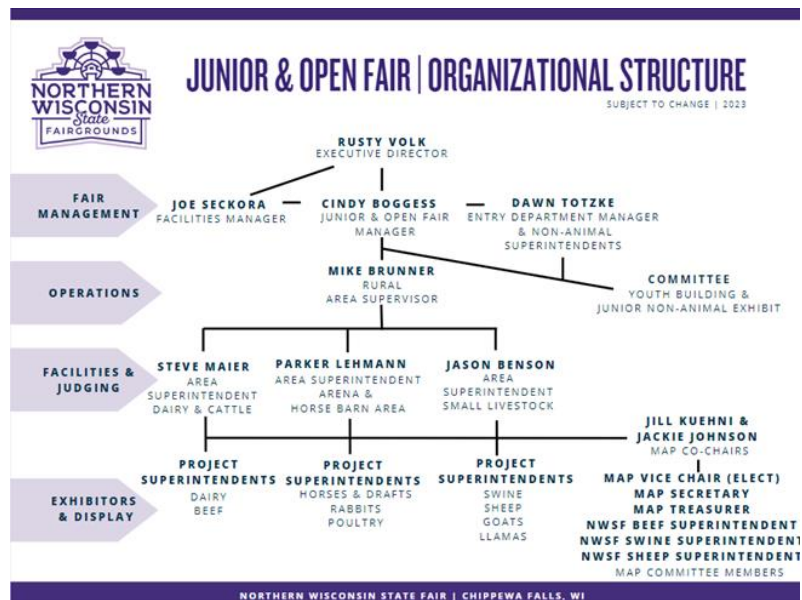 NORTHERN
WISCONSIN
State
FAIRGROUNDS
JUNIOR & OPEN FAIR | ORGANIZATIONAL STRUCTURE
SUBJECT TO CHANGE | 2023
RUSTY VOLK
EXECUTIVE DIRECTOR
FAIR
MANAGEMENT
JOE SECKORA
FACILITIES MANAGER
CINDY BOGGESS
JUNIOR & OPEN FAIR
MANAGER
DAWN TOTZKE
ENTRY DEPARTMENT MANAGER
& NON-ANIMAL
SUPERINTENDENTS
OPERATIONS
MIKE BRUNNER
RURAL
AREA SUPERVISOR
COMMITTEE
YOUTH BUILDING &
JUNIOR NON-ANIMAL EXHIBIT
FACILITIES &
JUDGING
STEVE MAIER
AREA
SUPERINTENDENT
DAIRY & CATTLE
PARKER LEHMANN
AREA SUPERINTENDENT
ARENA &
HORSE BARN AREA
JASON BENSON
AREA
SUPERINTENDENT
SMALL LIVESTOCK
JILL KUEHNI &
JACKIE JOHNSON
MAP CO-CHAIRS
EXHIBITORS
& DISPLAY
PROJECT
SUPERINTENDENTS
DAIRY
BEEF
PROJECT
SUPERINTENDENTS
HORSES & DRAFTS
RABBITS
POULTRY
PROJECT
SUPERINTENDENTS
SWINE
SHEEP
GOATS
LLAMAS
MAP VICE CHAIR (ELECT)
MAP SECRETARY
MAP TREASURER
NWSF BEEF SUPERINTENDENT
NWSF SWINE SUPERINTENDENT
NWSF SHEEP SUPERINTENDENT
MAP COMMITTEE MEMBERS
NORTHERN WISCONSIN STATE FAIR | CHIPPEWA FALLS, WI